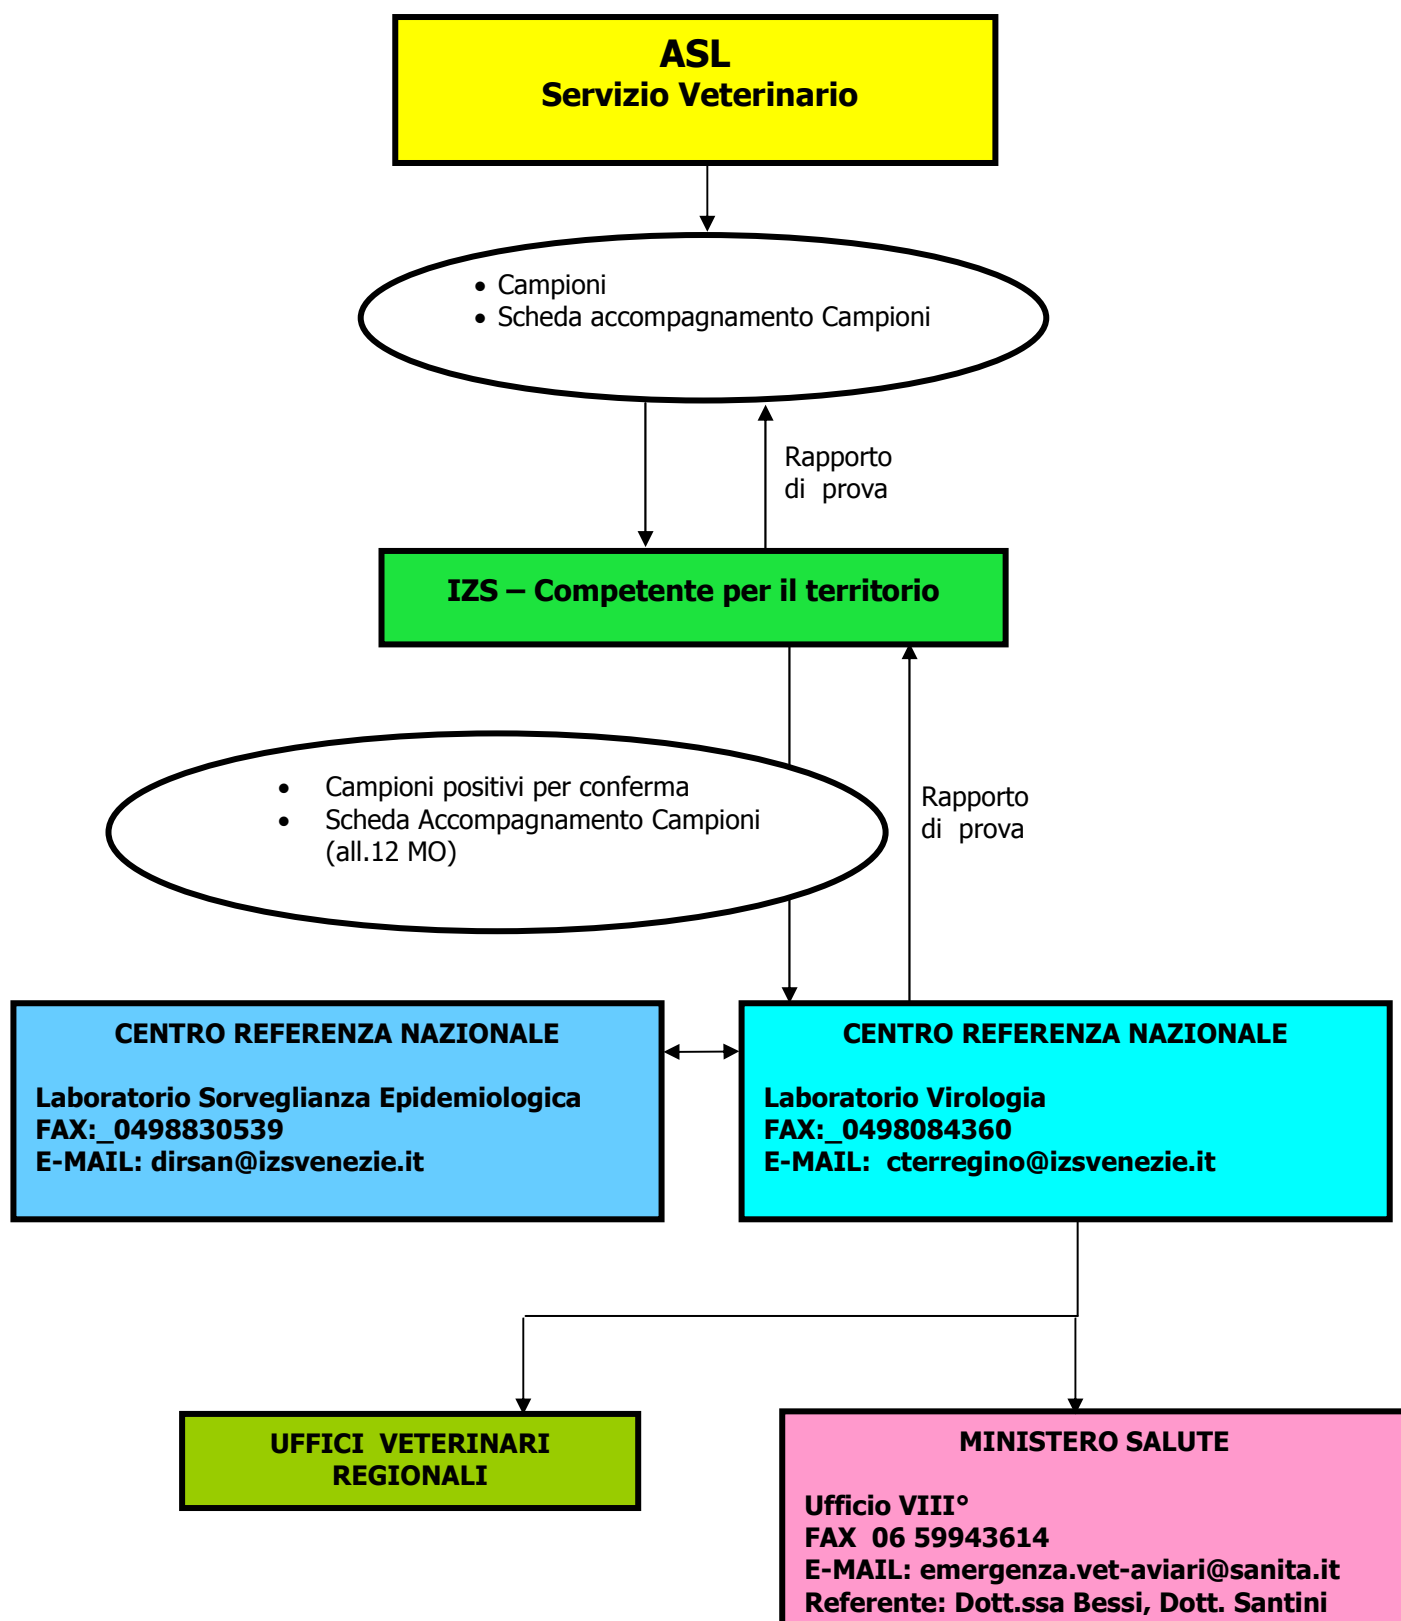 ASL
Servizio Veterinario
• Campioni
• Scheda accompagnamento Campioni
Rapporto
di prova
IZS – Competente per il territorio
• Campioni positivi per conferma
• Scheda Accompagnamento Campioni
(all.12 MO)
Rapporto
di prova
CENTRO REFERENZA NAZIONALE
Laboratorio Sorveglianza Epidemiologica
FAX:_0498830539
E-MAIL: dirsan@izsvenezie.it
CENTRO REFERENZA NAZIONALE
Laboratorio Virologia
FAX:_0498084360
E-MAIL: cterregino@izsvenezie.it
UFFICI VETERINARI
REGIONALI
MINISTERO SALUTE
Ufficio VIII°
FAX 06 59943614
E-MAIL: emergenza.vet-aviari@sanita.it
Referente: Dott.ssa Bessi, Dott. Santini